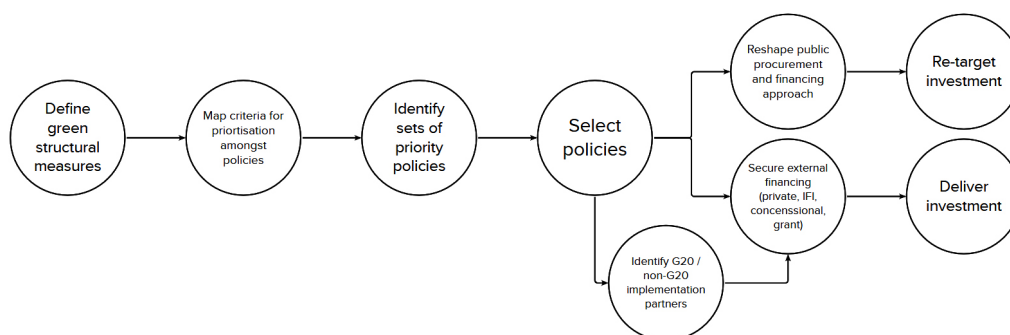 Define
green
structural
measures
Map criteria for
priortisation
amongst
policies
Identify
sets of
priority
policies
Select
policies
Reshape public
procurement
and financing
approach
Re-target
investment
Secure external
financing
(private, IFI,
concenssional,
grant)
Deliver
investment
Identify G20 /
non-G20
implementation
partners